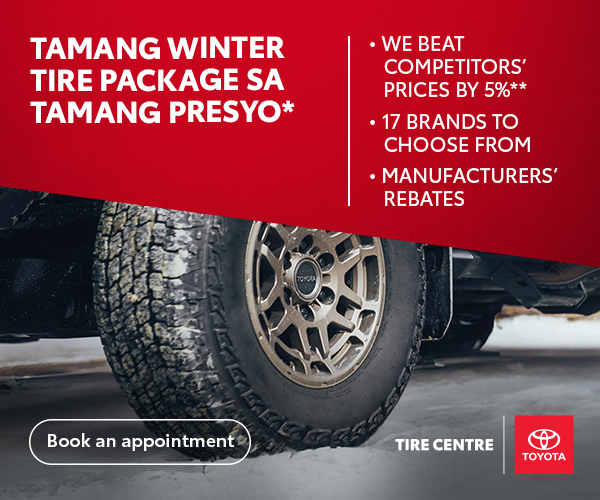 TAMANG WINTER
TIRE PACKAGE SA
TAMANG PRESYO*
• WE BEAT
COMPETITORS’
PRICES BY 5%**
• 17 BRANDS TO
CHOOSE FROM
• MANUFACTURERS’
REBATES
TOYOTA
Book an appointment
TIRE CENTRE
TOYOTA